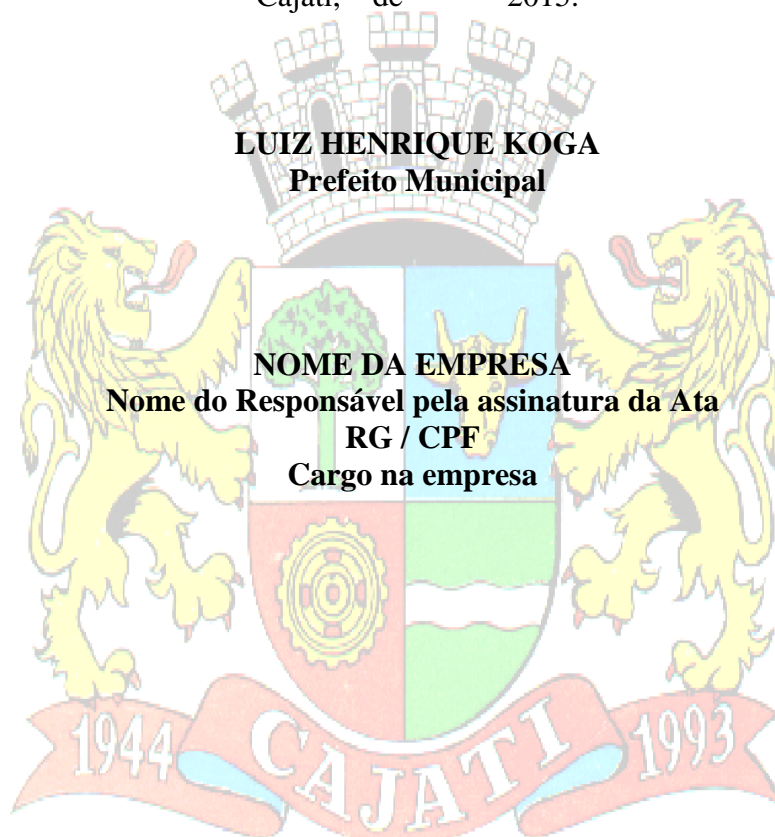 Cajati, de 2015.
LUIZ HENRIQUE KOGA
Prefeito Municipal
NOME DA EMPRESA
Nome do Responsável pela assinatura da Ata
RG / CPF
Cargo na empresa
1944 CAJATI 1993